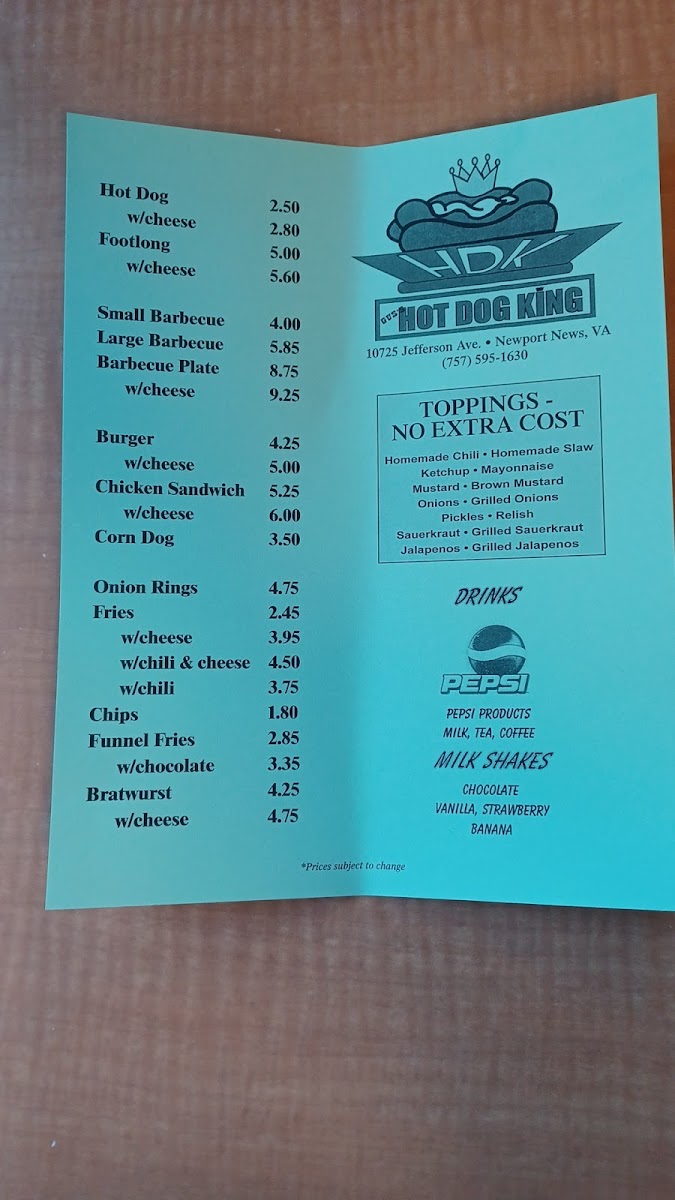 Hot Dog 2.50
w/cheese 2.80
Footlong 5.00
w/cheese 5.60
Small Barbecue 4.00
Large Barbecue 5.85
Barbecue Plate 8.75
w/cheese 9.25
Burger 4.25
w/cheese 5.00
Chicken Sandwich 5.25
w/cheese 6.00
Corn Dog 3.50
Onion Rings 4.75
Fries 2.45
w/cheese 3.95
w/chili & cheese 4.50
w/chili 3.75
Chips 1.80
Funnel Fries 2.85
w/chocolate 3.35
Bratwurst 4.25
w/cheese 4.75
HDK
GUS' HOT DOG KING
10725 Jefferson Ave. • Newport News, VA
(757) 595-1630
TOPPINGS -
NO EXTRA COST
Homemade Chili • Homemade Slaw
Ketchup • Mayonnaise
Mustard • Brown Mustard
Onions • Grilled Onions
Pickles • Relish
Sauerkraut • Grilled Sauerkraut
Jalapenos • Grilled Jalapenos
DRINKS
PEPSI
PEPSI PRODUCTS
MILK, TEA, COFFEE
MILK SHAKES
CHOCOLATE
VANILLA, STRAWBERRY
BANANA
*Prices subject to change